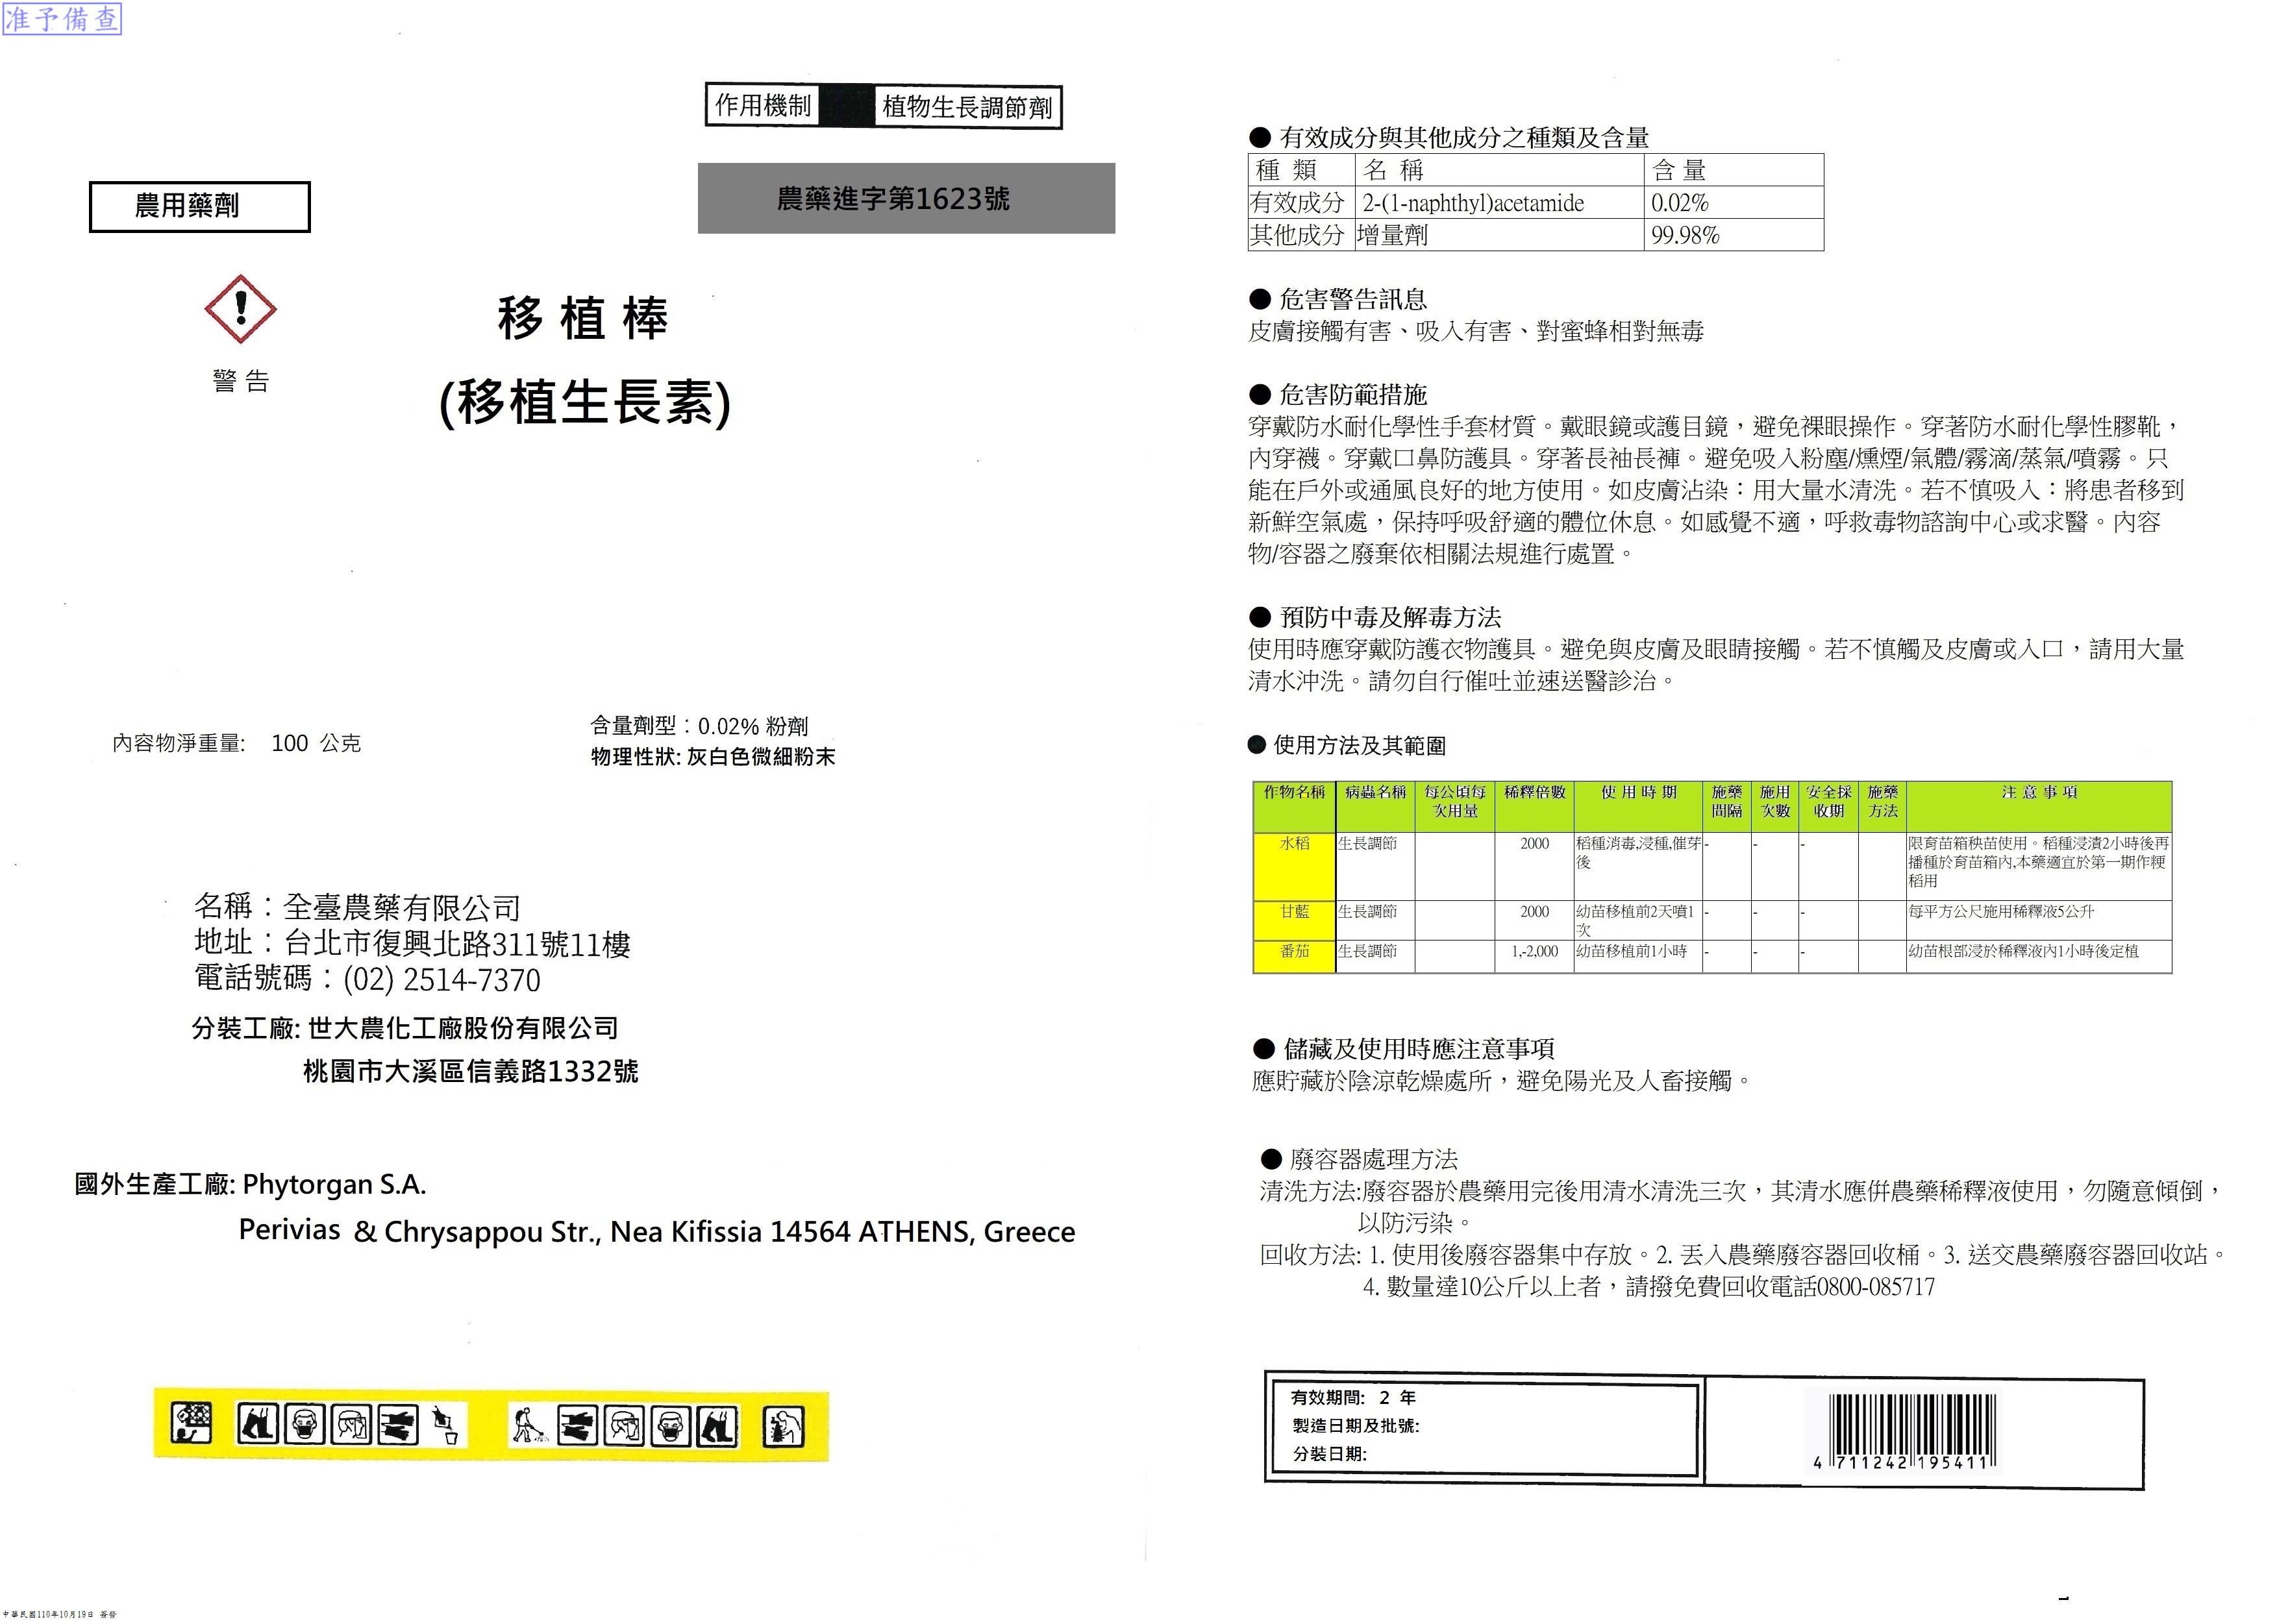 准予備查
作用機制 植物生長調節劑
農用藥劑
農藥進字第1623號
警告
移植棒
(移植生長素)
內容物淨重量: 100 公克
含量劑型：0.02% 粉劑
物理性狀: 灰白色微細粉末
名稱：全臺農藥有限公司
地址：台北市復興北路311號11樓
電話號碼：(02) 2514-7370
分裝工廠: 世大農化工廠股份有限公司
桃園市大溪區信義路1332號
國外生產工廠: Phytorgan S.A.
Perivias & Chrysappou Str., Nea Kifissia 14564 ATHENS, Greece
中華民國110年10月19日 簽發
● 有效成分與其他成分之種類及含量
種 類 名 稱 含 量
有效成分 2-(1-naphthyl)acetamide 0.02%
其他成分 增量劑 99.98%
● 危害警告訊息
皮膚接觸有害、吸入有害、對蜜蜂相對無毒
● 危害防範措施
穿戴防水耐化學性手套材質。戴眼鏡或護目鏡，避免裸眼操作。穿著防水耐化學性膠靴，
內穿襪。穿戴口鼻防護具。穿著長袖長褲。避免吸入粉塵/燻煙/氣體/霧滴/蒸氣/噴霧。只
能在戶外或通風良好的地方使用。如皮膚沾染：用大量水清洗。若不慎吸入：將患者移到
新鮮空氣處，保持呼吸舒適的體位休息。如感覺不適，呼救毒物諮詢中心或求醫。內容
物/容器之廢棄依相關法規進行處置。
● 預防中毒及解毒方法
使用時應穿戴防護衣物護具。避免與皮膚及眼睛接觸。若不慎觸及皮膚或入口，請用大量
清水沖洗。請勿自行催吐並速送醫診治。
● 使用方法及其範圍
作物名稱 病蟲名稱 每公頃每 稀釋倍數 使 用 時 期 施藥 施用 安全採 施藥 注 意 事 項
次用量 間隔 次數 收期 方法
水稻 生長調節 2000 稻種消毒,浸種,催芽 - - - 限育苗箱秧苗使用。稻種浸漬2小時後再
後 播種於育苗箱內,本藥適宜於第一期作粳
稻用
甘藍 生長調節 2000 幼苗移植前2天噴1 - - - 每平方公尺施用稀釋液5公升
次
番茄 生長調節 1,-2,000 幼苗移植前1小時 - - - 幼苗根部浸於稀釋液內1小時後定植
● 儲藏及使用時應注意事項
應貯藏於陰涼乾燥處所，避免陽光及人畜接觸。
● 廢容器處理方法
清洗方法:廢容器於農藥用完後用清水清洗三次，其清水應併農藥稀釋液使用，勿隨意傾倒，
以防污染。
回收方法: 1. 使用後廢容器集中存放。2. 丟入農藥廢容器回收桶。3. 送交農藥廢容器回收站。
4. 數量達10公斤以上者，請撥免費回收電話0800-085717
有效期間: 2 年
製造日期及批號:
分裝日期:
4 711242 195411